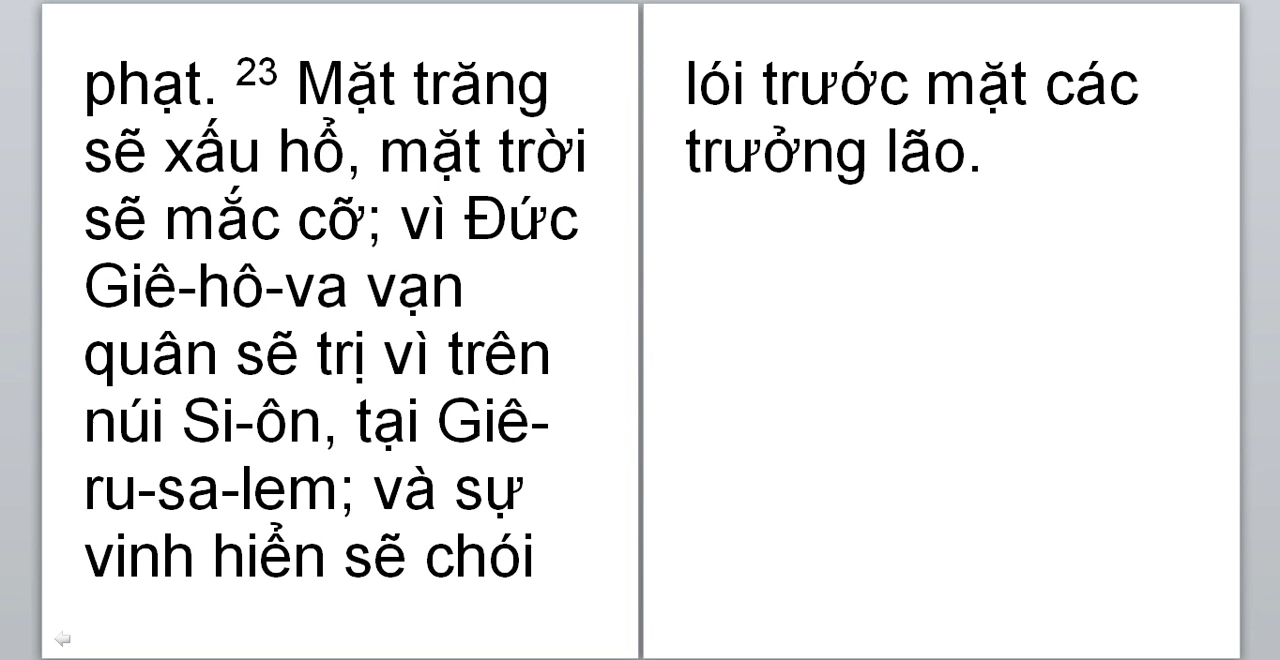 phạt. 23 Mặt trăng
sẽ xấu hổ, mặt trời
sẽ mắc cỡ; vì Đức
Giê-hô-va vạn
quân sẽ trị vì trên
núi Si-ôn, tại Giê-
ru-sa-lem; và sự
vinh hiển sẽ chói
lói trước mặt các
trưởng lão.